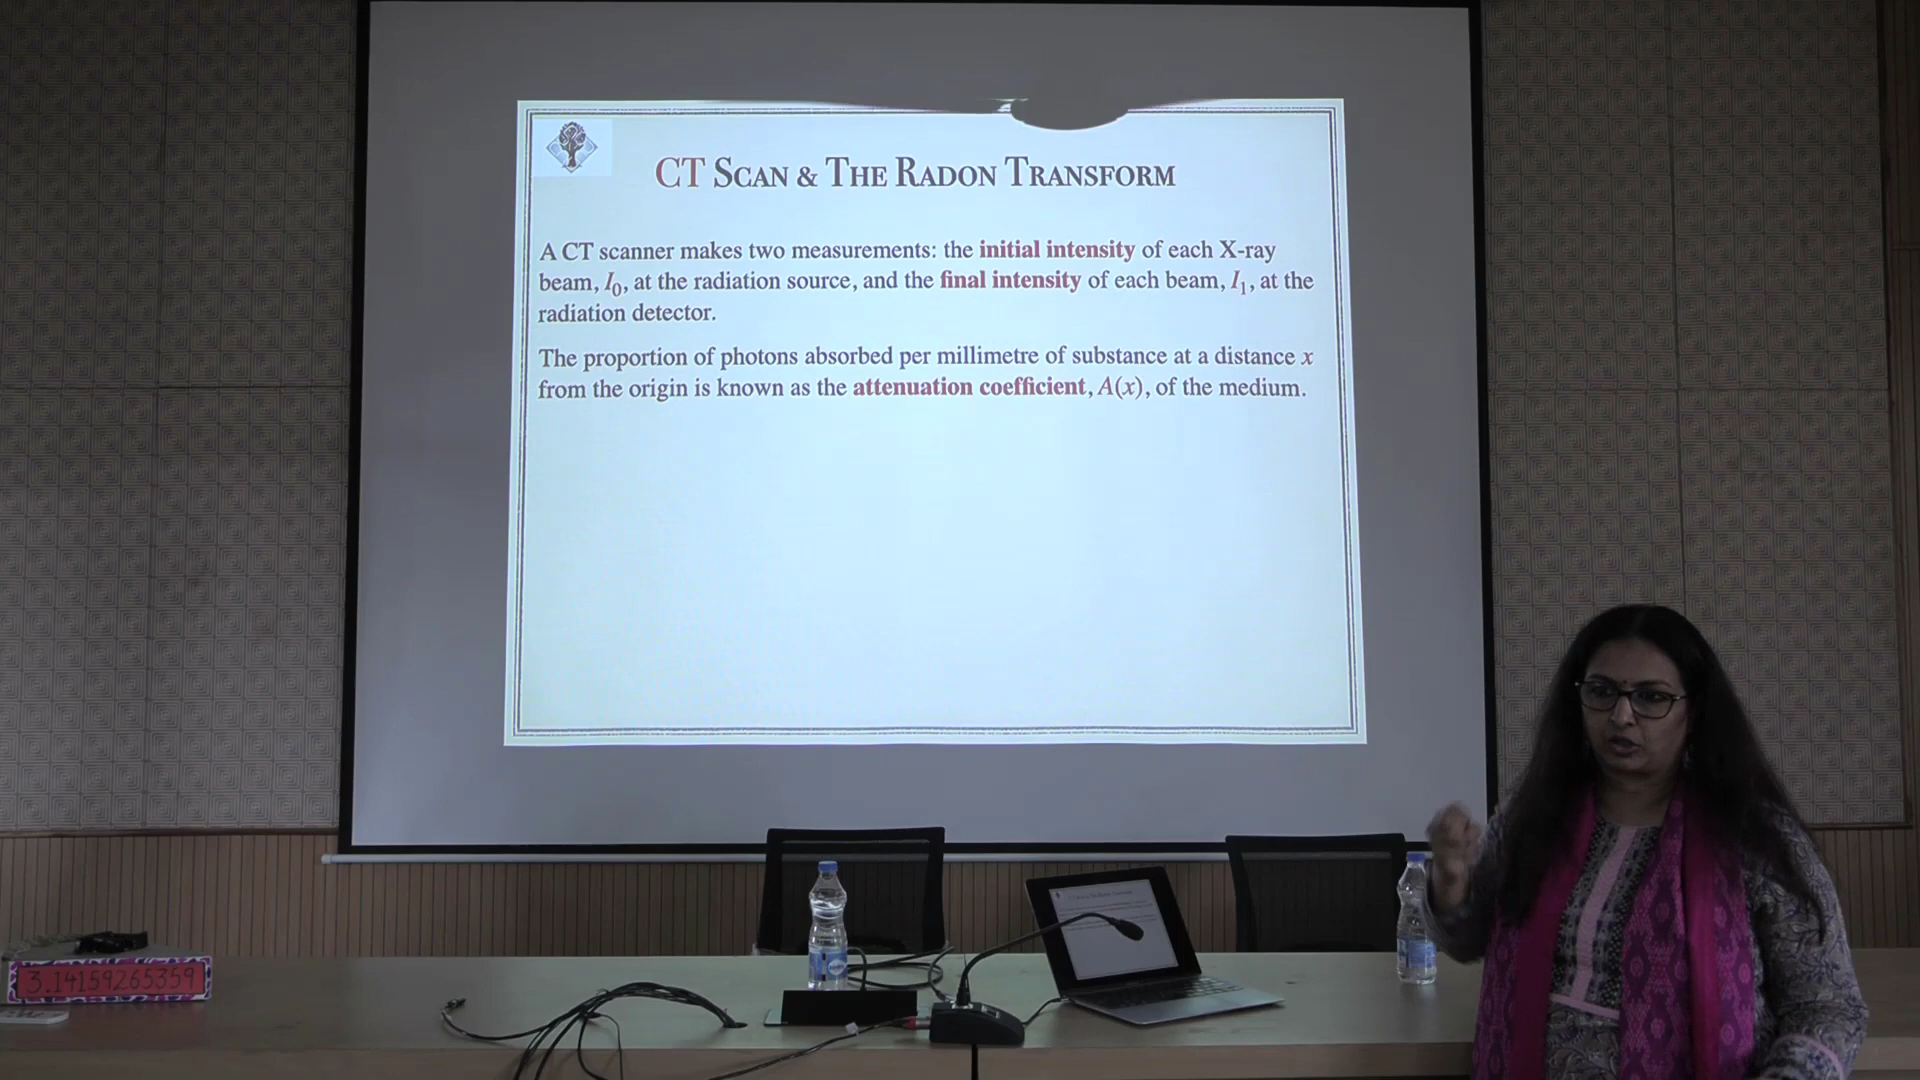 CT SCAN & THE RADON TRANSFORM
A CT scanner makes two measurements: the initial intensity of each X-ray
beam, I₀, at the radiation source, and the final intensity of each beam, I₁, at the
radiation detector.
The proportion of photons absorbed per millimetre of substance at a distance x
from the origin is known as the attenuation coefficient, A(x), of the medium.
3.14159265359